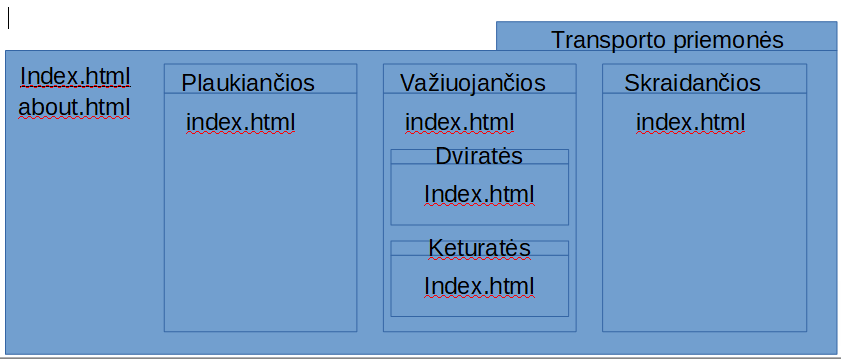 Transporto priemonės
Index.html
about.html
Plaukiančios
index.html
Važiuojančios
index.html
Dviratės
Index.html
Keturatės
Index.html
Skraidančios
index.html